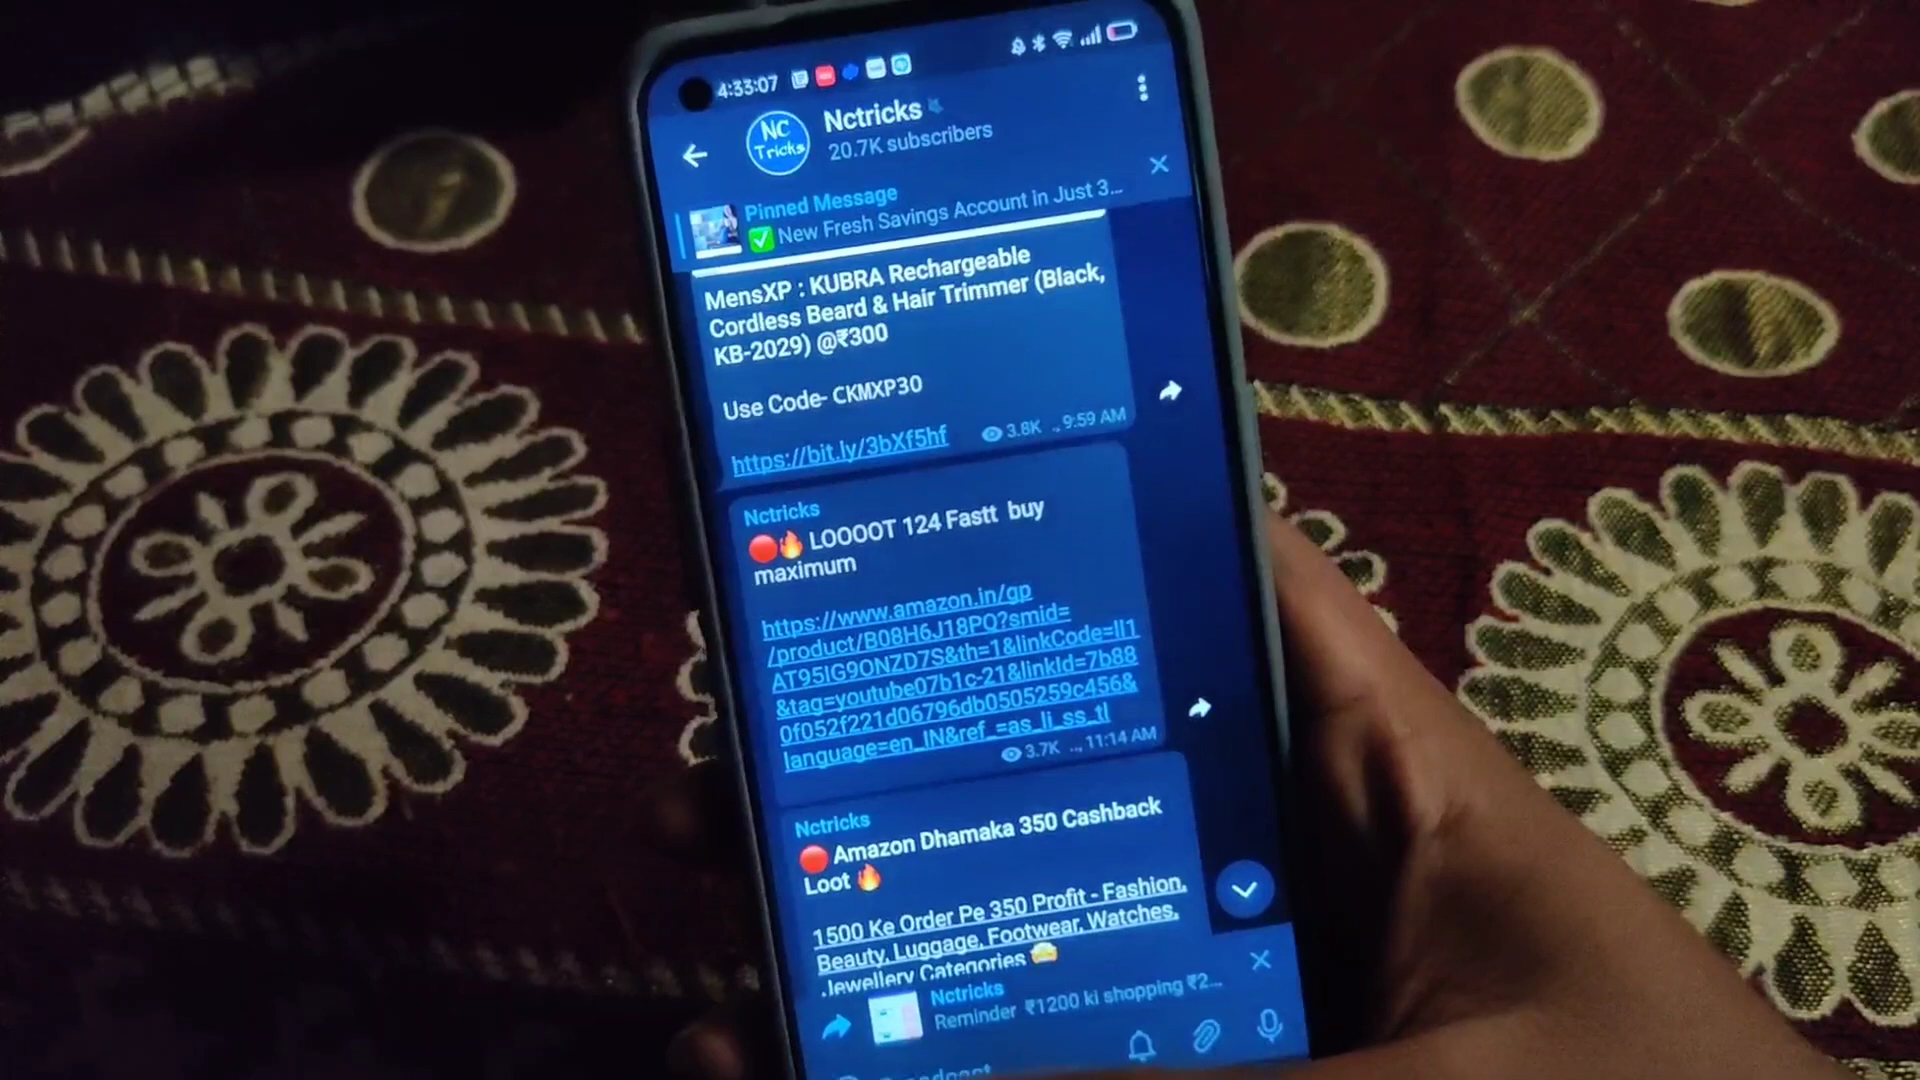 4:33:07
NC
Tricks
Nctricks
20.7K subscribers
Pinned Message
✅ New Fresh Savings Account in Just 3...
MensXP : KUBRA Rechargeable
Cordless Beard & Hair Trimmer (Black,
KB-2029) @₹300
Use Code- CKMXP30
https://bit.ly/3bXf5hf
3.8K
9:59 AM
Nctricks
🔴🔥 LOOOOT 124 Fastt buy
maximum
https://www.amazon.in/gp
/product/B08H6J18PQ?smid=
AT95IG9ONZD7S&th=1&linkCode=ll1
&tag=youtube07b1c-21&linkId=7b88
0f052f221d06796db0505259c456&
language=en_IN&ref_=as_li_ss_tl
3.7K
11:14 AM
Nctricks
🔴 Amazon Dhamaka 350 Cashback
Loot 🔥
1500 Ke Order Pe 350 Profit - Fashion,
Beauty, Luggage, Footwear, Watches,
Jewellery Categories
Nctricks
Reminder ₹1200 ki shopping ₹2...